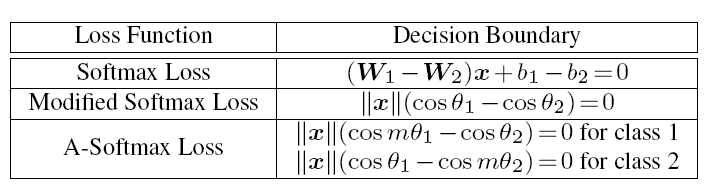 Loss Function Decision Boundary
Softmax Loss (W₁ − W₂)x + b₁ − b₂ = 0
Modified Softmax Loss ‖x‖(cos θ₁ − cos θ₂) = 0
A-Softmax Loss ‖x‖(cos mθ₁ − cos θ₂) = 0 for class 1
‖x‖(cos θ₁ − cos mθ₂) = 0 for class 2